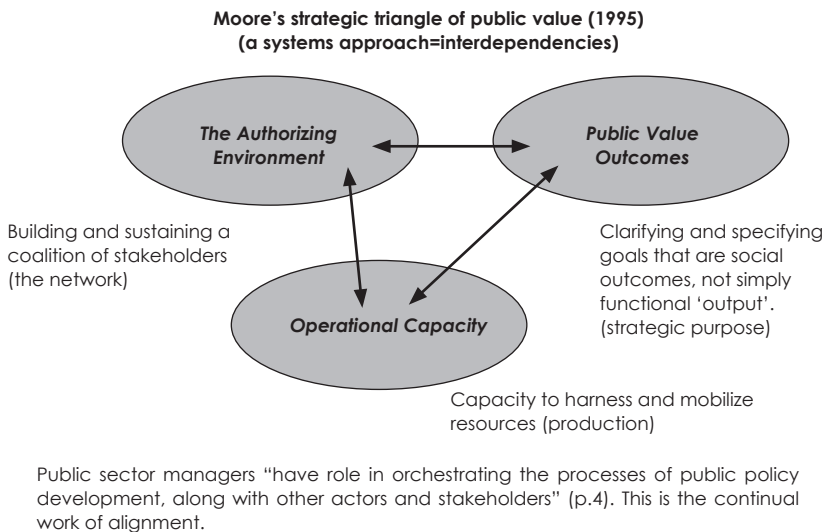 Moore's strategic triangle of public value (1995)
(a systems approach=interdependencies)
The Authorizing
Environment
Public Value
Outcomes
Building and sustaining a
coalition of stakeholders
(the network)
Clarifying and specifying
goals that are social
outcomes, not simply
functional 'output'.
(strategic purpose)
Operational Capacity
Capacity to harness and mobilize
resources (production)
Public sector managers "have role in orchestrating the processes of public policy
development, along with other actors and stakeholders" (p.4). This is the continual
work of alignment.